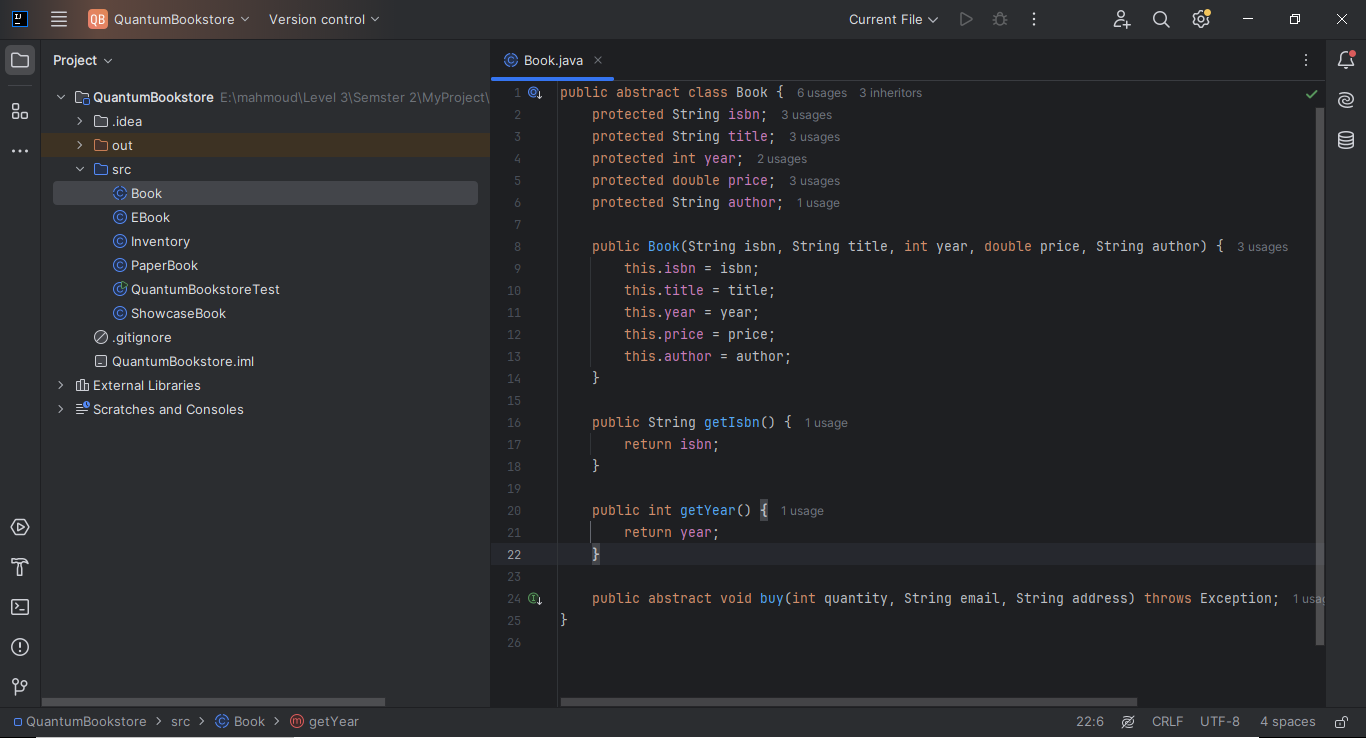 QB QuantumBookstore Version control Current File
Project
Book.java
QuantumBookstore E:\mahmoud\Level 3\Semster 2\MyProject\
.idea
out
src
Book
EBook
Inventory
PaperBook
QuantumBookstoreTest
ShowcaseBook
.gitignore
QuantumBookstore.iml
External Libraries
Scratches and Consoles
1 public abstract class Book { 6 usages 3 inheritors
2 protected String isbn; 3 usages
3 protected String title; 3 usages
4 protected int year; 2 usages
5 protected double price; 3 usages
6 protected String author; 1 usage
7
8 public Book(String isbn, String title, int year, double price, String author) { 3 usages
9 this.isbn = isbn;
10 this.title = title;
11 this.year = year;
12 this.price = price;
13 this.author = author;
14 }
15
16 public String getIsbn() { 1 usage
17 return isbn;
18 }
19
20 public int getYear() { 1 usage
21 return year;
22 }
23
24 public abstract void buy(int quantity, String email, String address) throws Exception; 1 usag
25 }
26
QuantumBookstore > src > Book > getYear 22:6 CRLF UTF-8 4 spaces